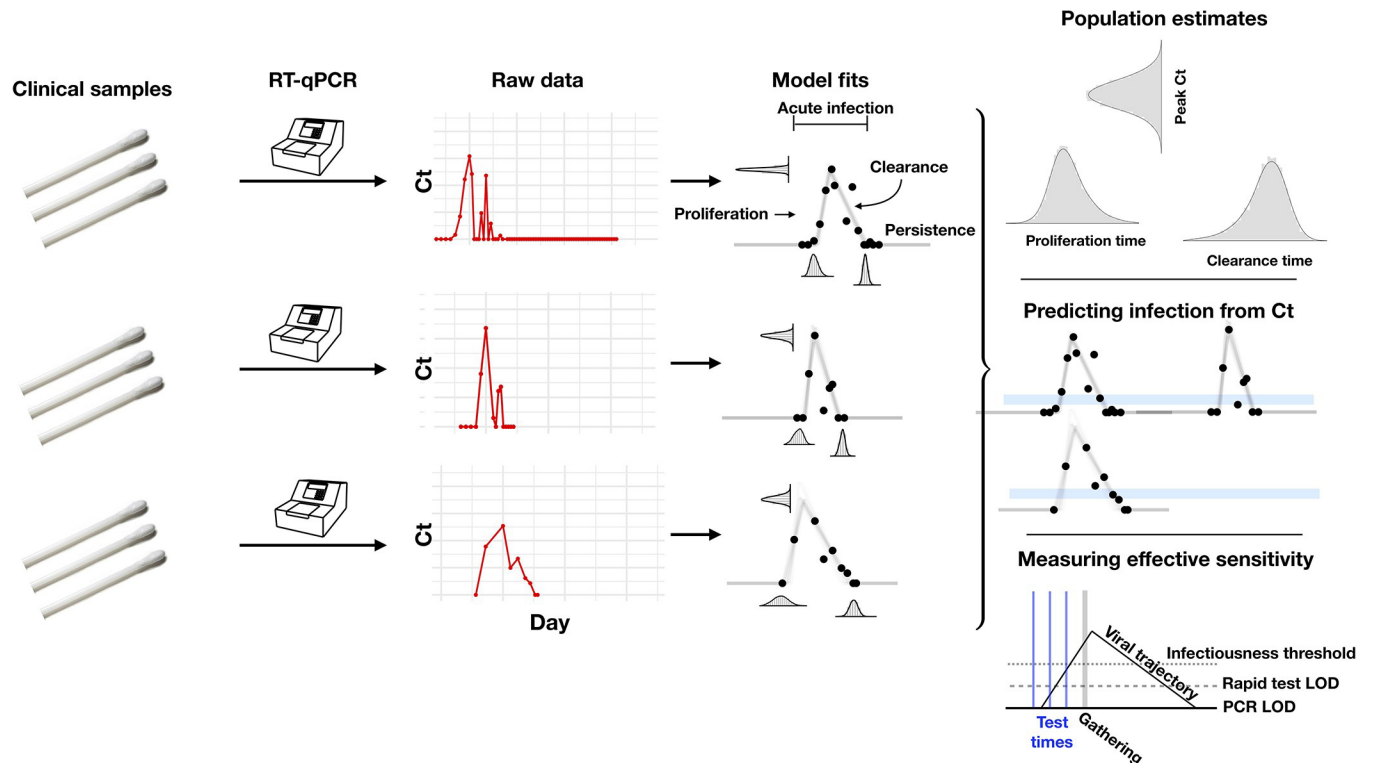 Clinical samples
RT-qPCR
Raw data
Ct
Ct
Ct
Day
Model fits
Acute infection
Clearance
Proliferation
Persistence
Population estimates
Peak Ct
Proliferation time
Clearance time
Predicting infection from Ct
Measuring effective sensitivity
Viral trajectory
Infectiousness threshold
Rapid test LOD
PCR LOD
Test
times
Gathering